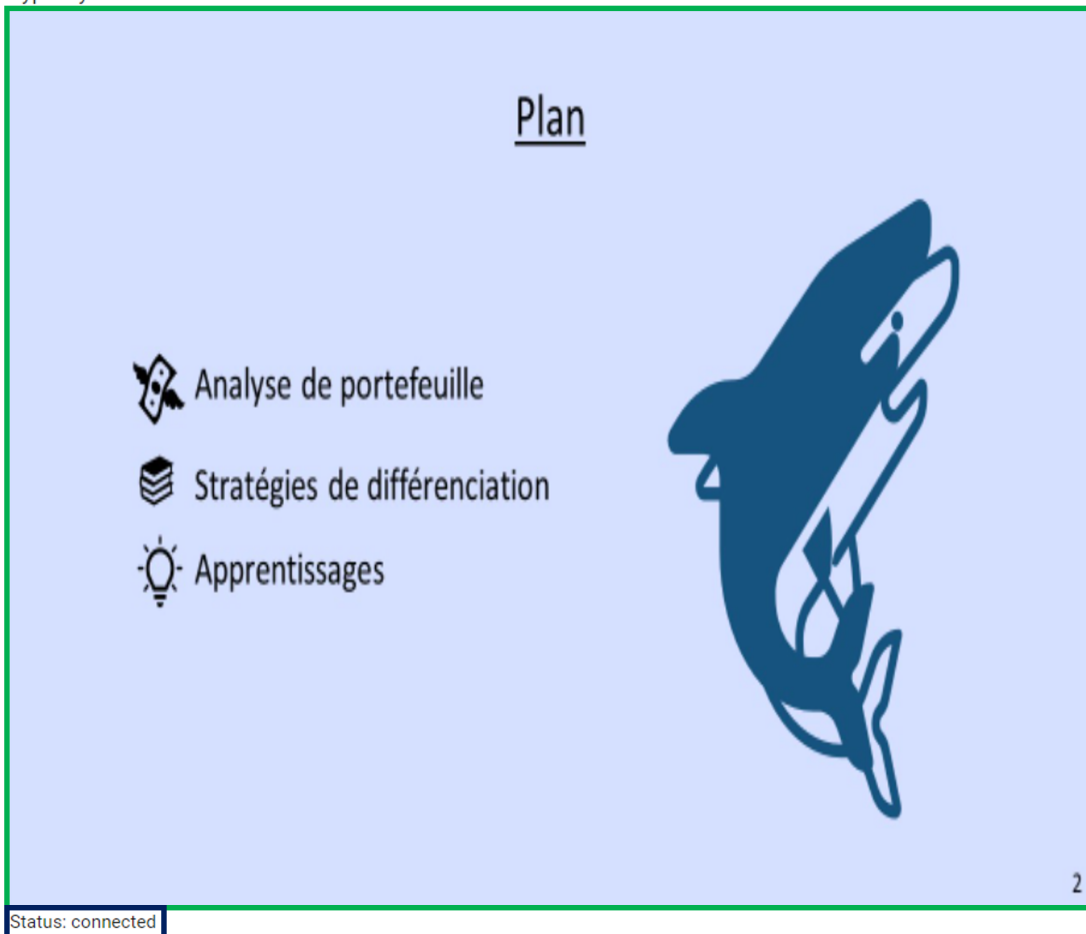 Plan
Analyse de portefeuille
Stratégies de différenciation
Apprentissages
2
Status: connected